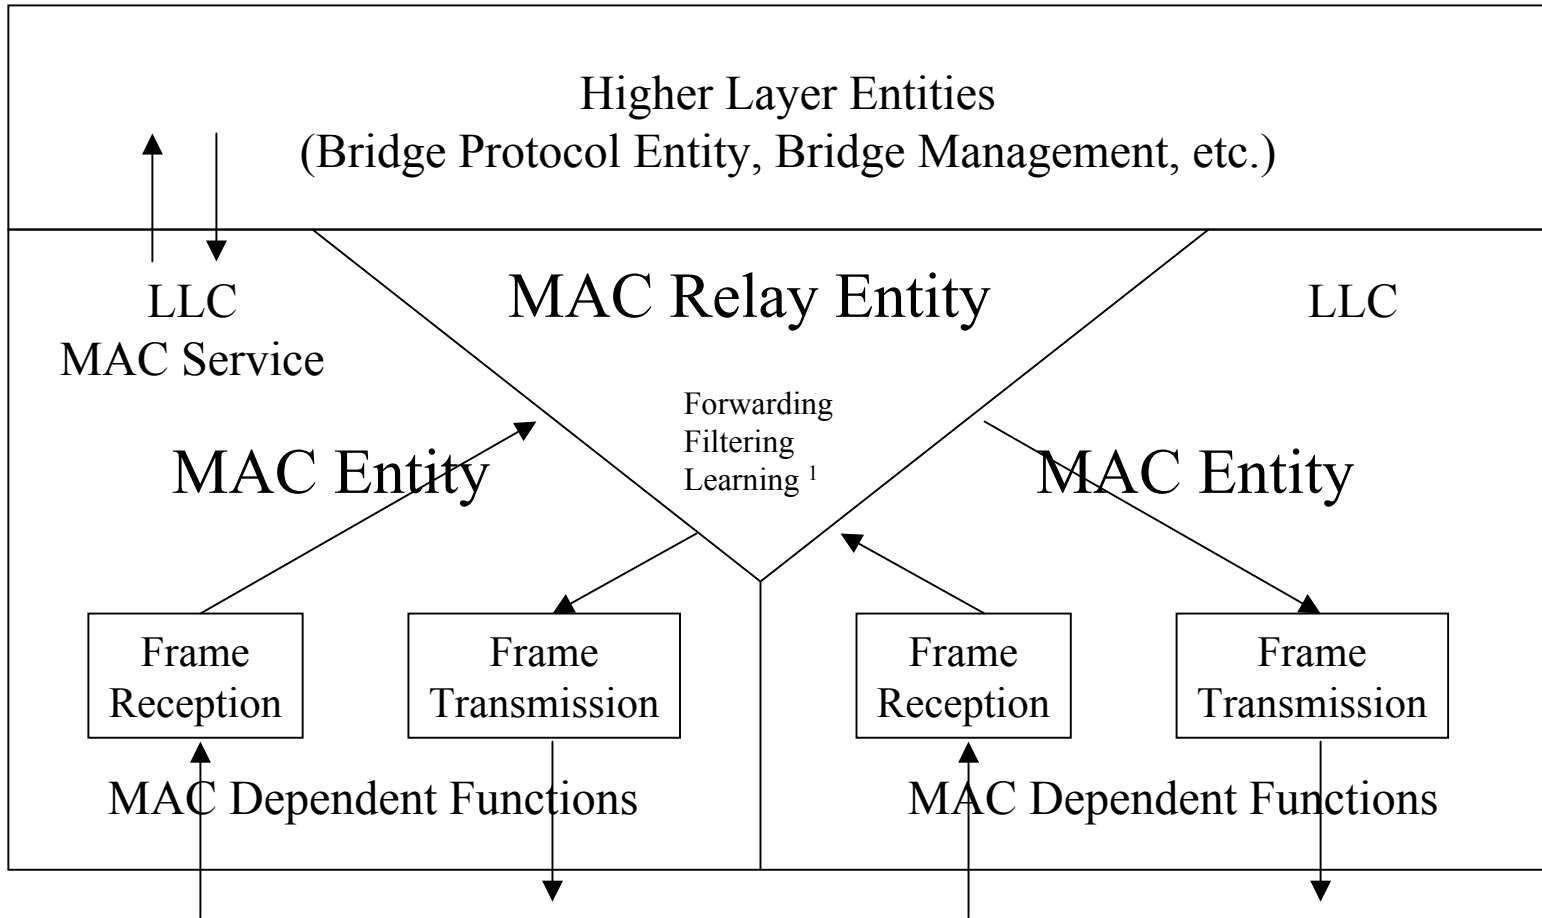 Higher Layer Entities
(Bridge Protocol Entity, Bridge Management, etc.)
LLC
MAC Service
MAC Relay Entity
LLC
Forwarding
Filtering
Learning ¹
MAC Entity
MAC Entity
Frame
Reception
Frame
Transmission
Frame
Reception
Frame
Transmission
MAC Dependent Functions
MAC Dependent Functions